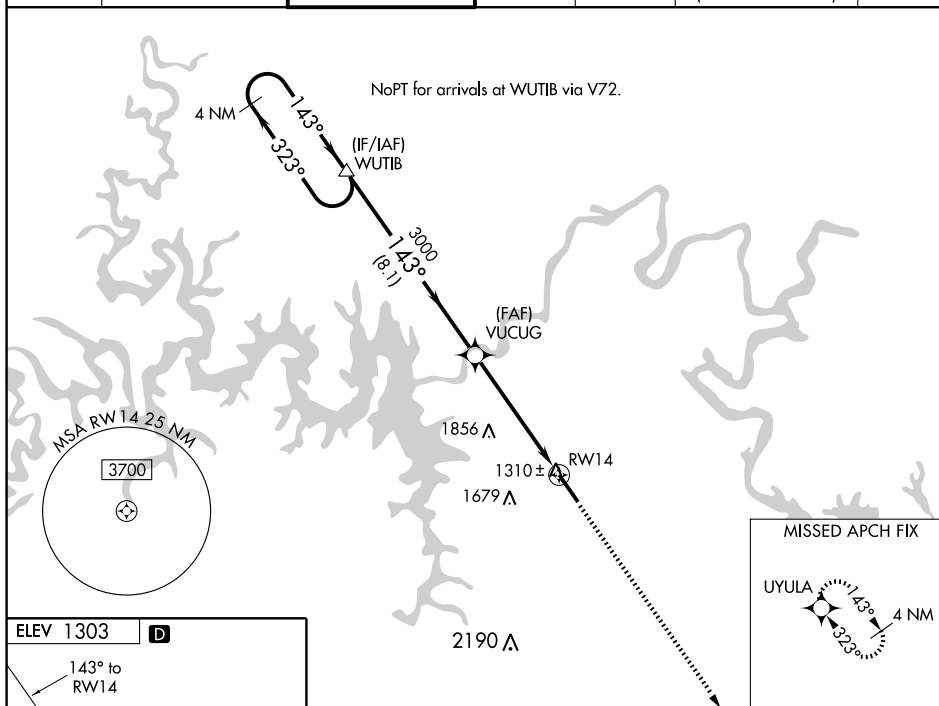 NoPT for arrivals at WUTIB via V72.
4 NM
143°
323°
(IF/IAF)
WUTIB
3000
143°
(8.1)
(FAF)
VUCUG
1856
MSA RW14 25 NM
3700
1310 ±
RW14
1679
MISSED APCH FIX
UYULA
143°
4 NM
323°
ELEV 1303 D
2190
143° to
RW14